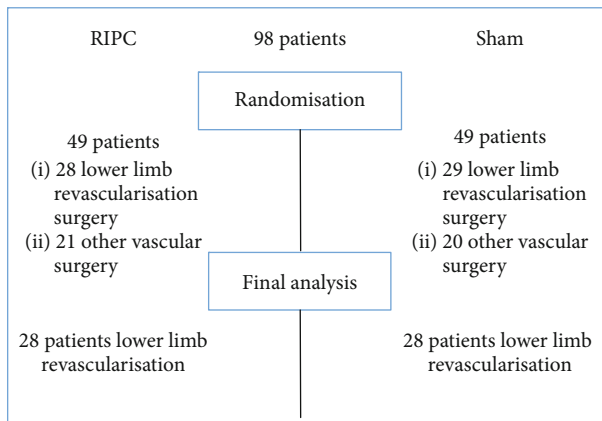 RIPC
98 patients
Sham
Randomisation
49 patients
(i) 28 lower limb
revascularisation
surgery
(ii) 21 other vascular
surgery
49 patients
(i) 29 lower limb
revascularisation
surgery
(ii) 20 other vascular
surgery
Final analysis
28 patients lower limb
revascularisation
28 patients lower limb
revascularisation